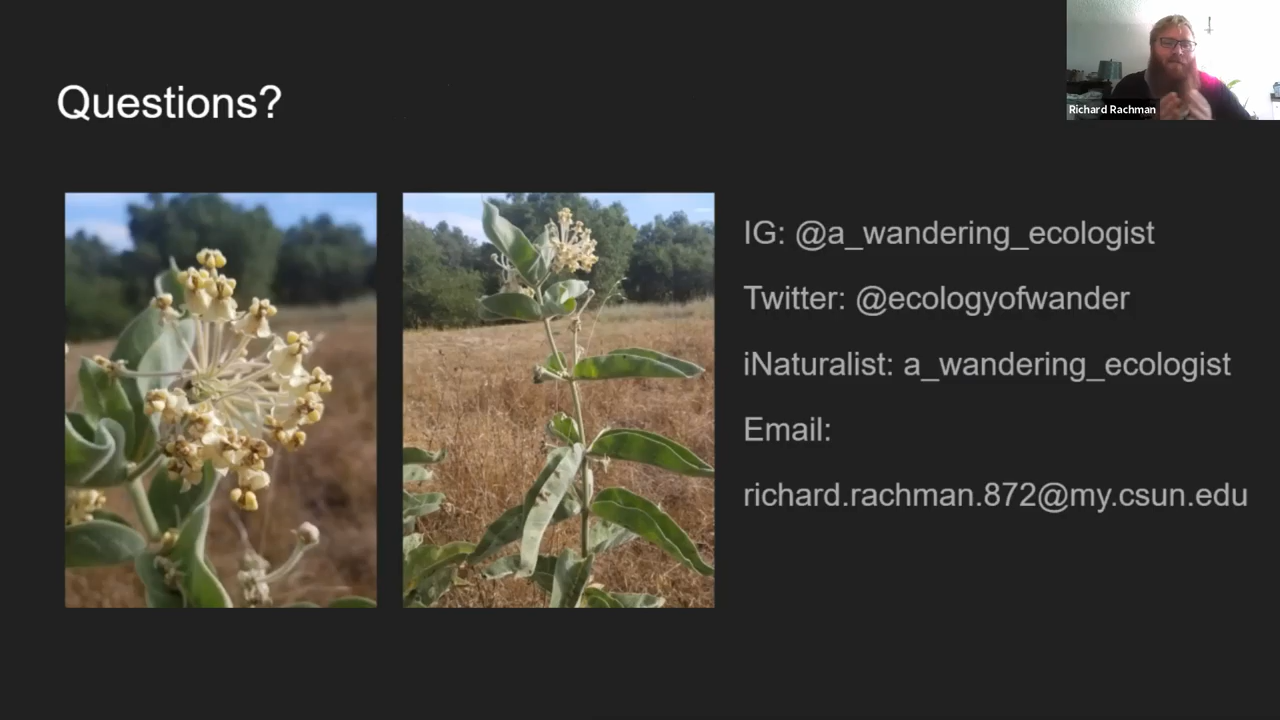 Richard Rachman
Questions?
IG: @a_wandering_ecologist
Twitter: @ecologyofwander
iNaturalist: a_wandering_ecologist
Email:
richard.rachman.872@my.csun.edu